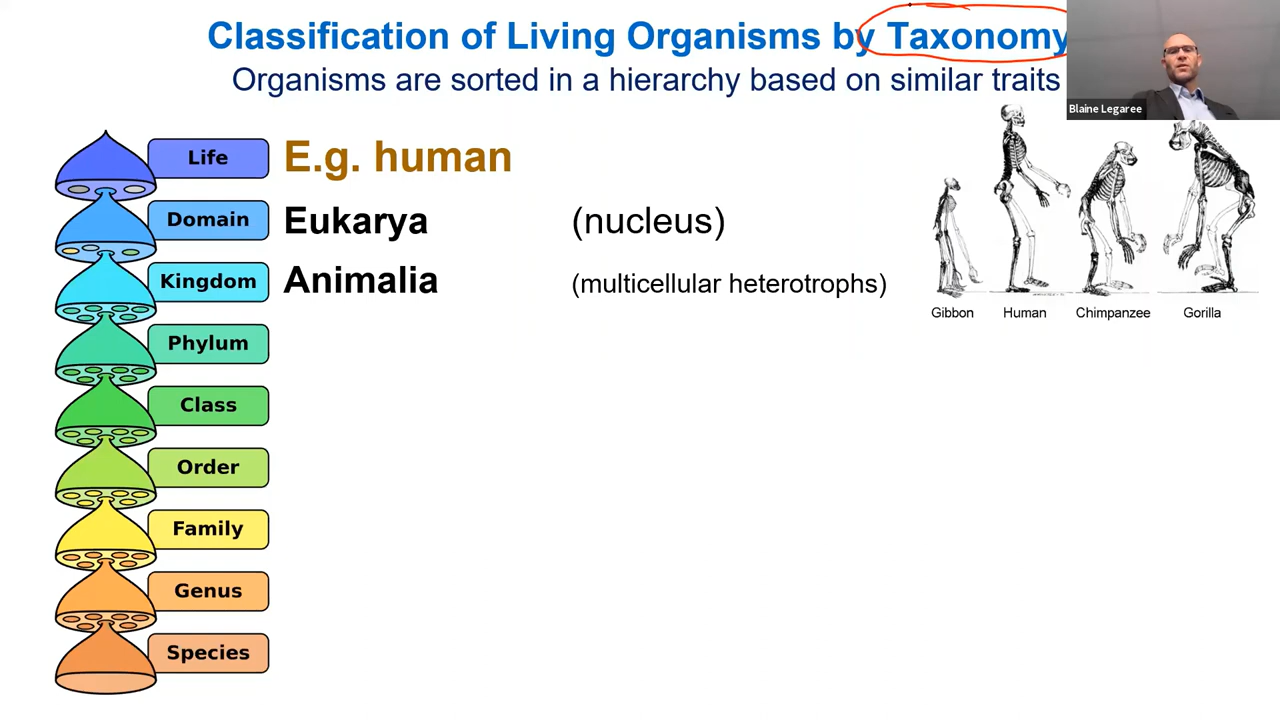 Classification of Living Organisms by Taxonomy
Organisms are sorted in a hierarchy based on similar traits
Blaine Legaree
Life
E.g. human
Domain
Eukarya
(nucleus)
Kingdom
Animalia
(multicellular heterotrophs)
Gibbon
Human
Chimpanzee
Gorilla
Phylum
Class
Order
Family
Genus
Species